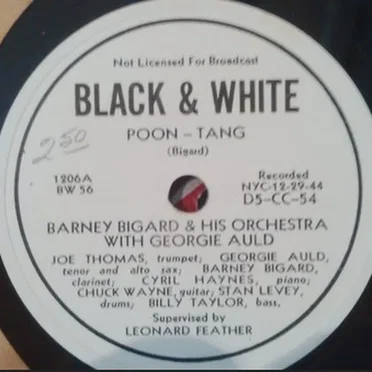 Not Licensed For Broadcast
BLACK & WHITE
POON-TANG
(Bigard)
2.50
1206A
BW 56
Recorded
NYC-12-29-44
D5-CC-54
BARNEY BIGARD & HIS ORCHESTRA
WITH GEORGIE AULD
JOE THOMAS, trumpet; GEORGIE AULD,
tenor and alto sax; BARNEY BIGARD,
clarinet; CYRIL HAYNES, piano;
CHUCK WAYNE, guitar; STAN LEVEY,
drums; BILLY TAYLOR, bass.
Supervised by
LEONARD FEATHER